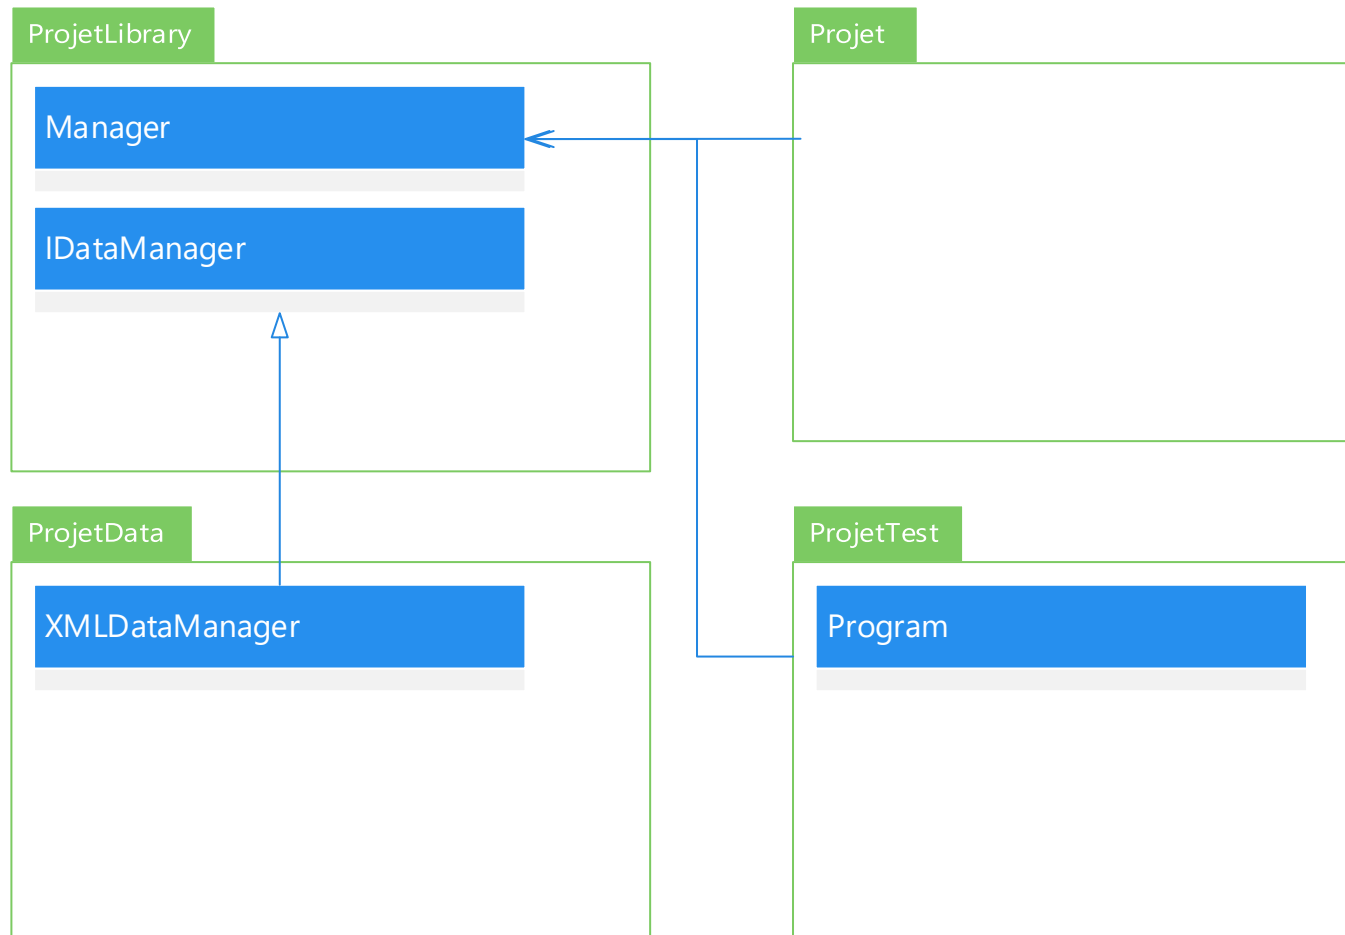 ProjetLibrary
Manager
IDataManager
Projet
ProjetData
XMLDataManager
ProjetTest
Program